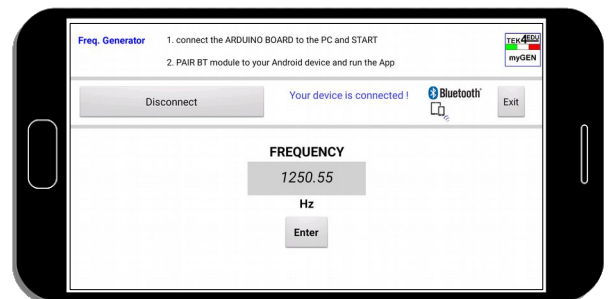 Freq. Generator
1. connect the ARDUINO BOARD to the PC and START
2. PAIR BT module to your Android device and run the App
TEK4EDU
myGEN
Disconnect
Your device is connected !
Bluetooth
Exit
FREQUENCY
1250.55
Hz
Enter